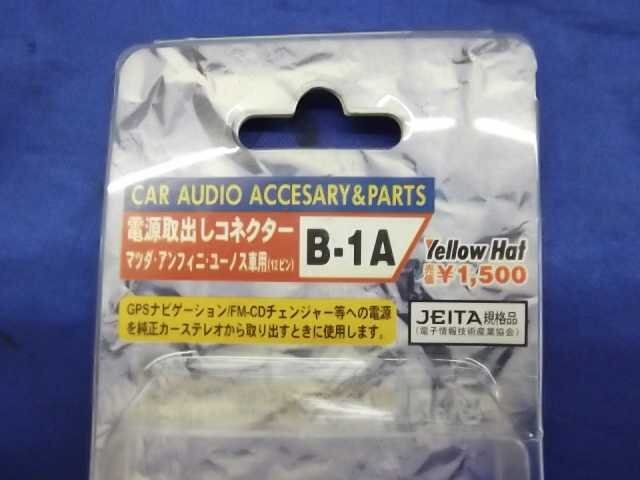 CAR AUDIO ACCESARY&PARTS
電源取出しコネクター
マツダ・アンフィニ・ユーノス車用(12ピン)
B-1A
Yellow Hat
売価 ¥1,500
GPSナビゲーション/FM-CDチェンジャー等への電源
を純正カーステレオから取り出すときに使用します。
JEITA規格品
(電子情報技術産業協会)